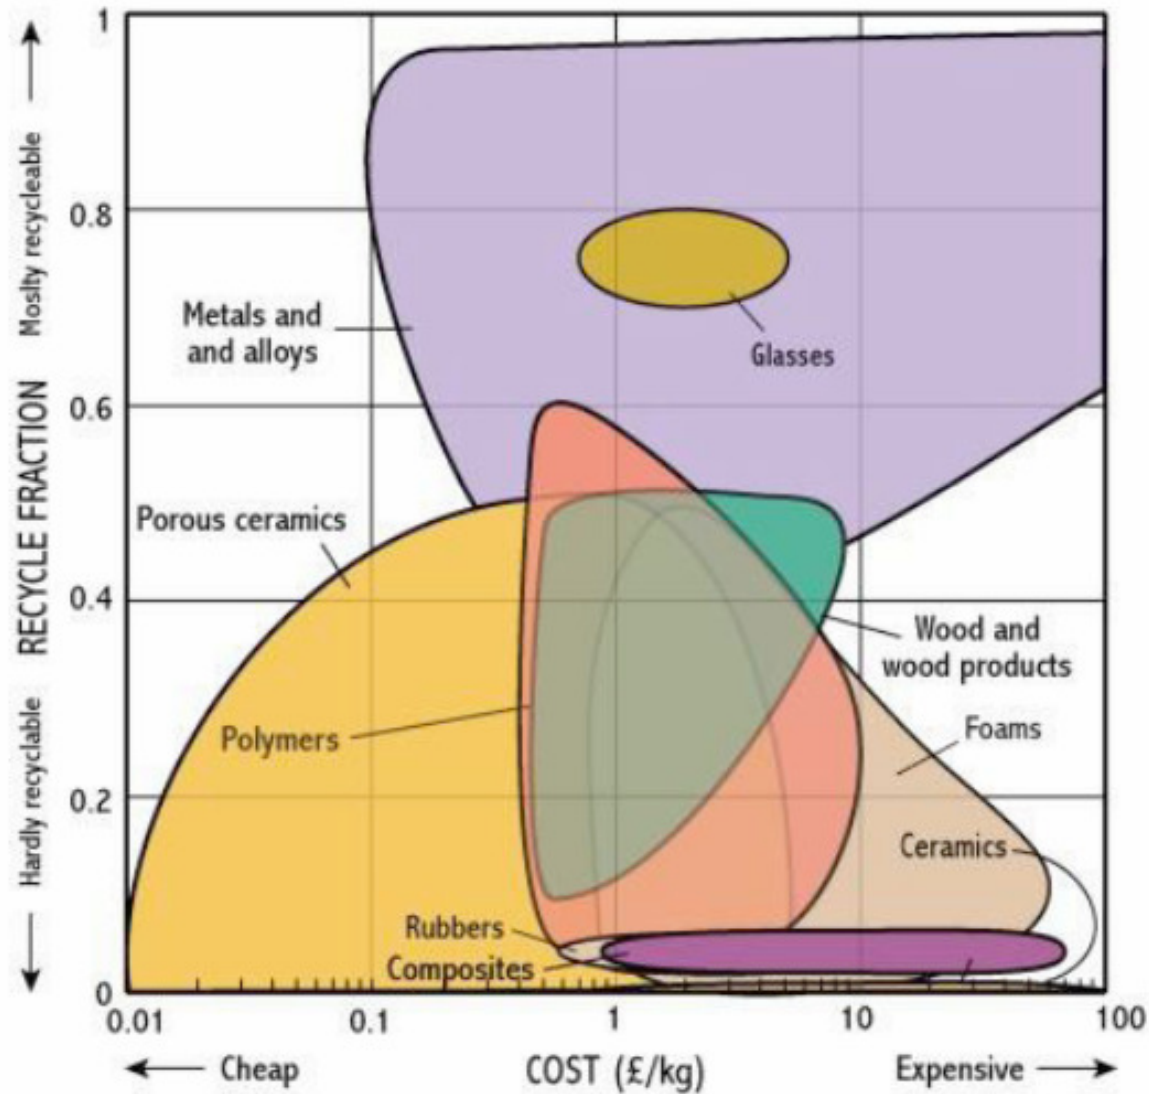 1
0.8
0.6
0.4
0.2
0
Moslty recycleable
RECYCLE FRACTION
Hardly recyclable
Metals and
and alloys
Glasses
Porous ceramics
Wood and
wood products
Polymers
Foams
Ceramics
Rubbers
Composites
0.01
0.1
1
10
100
Cheap
COST (£/kg)
Expensive